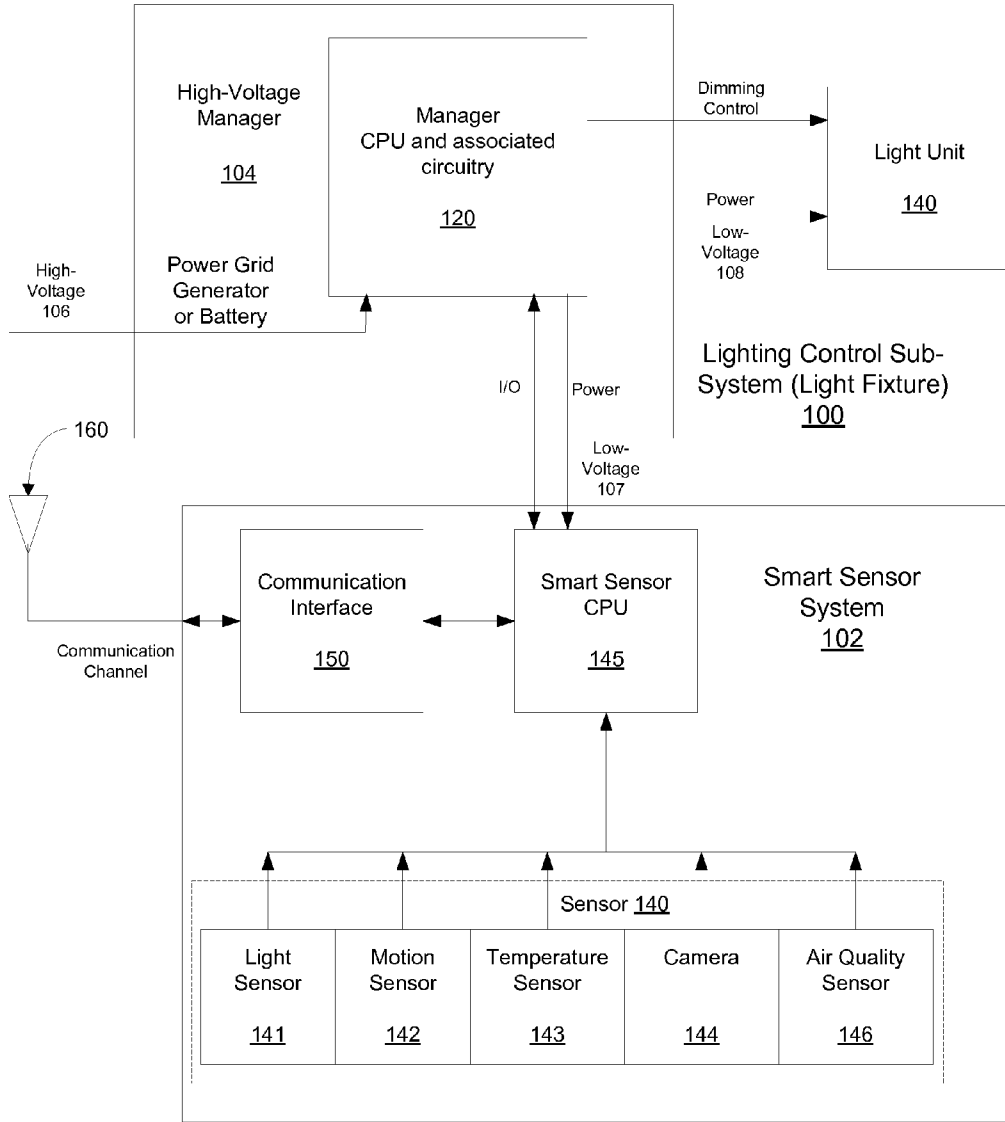 High-Voltage
Manager
104
Manager
CPU and associated
circuitry
120
Dimming
Control
Light Unit
140
Power
Low-
Voltage
108
High-
Voltage
106
Power Grid
Generator
or Battery
Lighting Control Sub-
System (Light Fixture)
100
I/O
Power
160
Low-
Voltage
107
Communication
Interface
150
Smart Sensor
CPU
145
Smart Sensor
System
102
Communication
Channel
Sensor 140
Light
Sensor
141
Motion
Sensor
142
Temperature
Sensor
143
Camera
144
Air Quality
Sensor
146